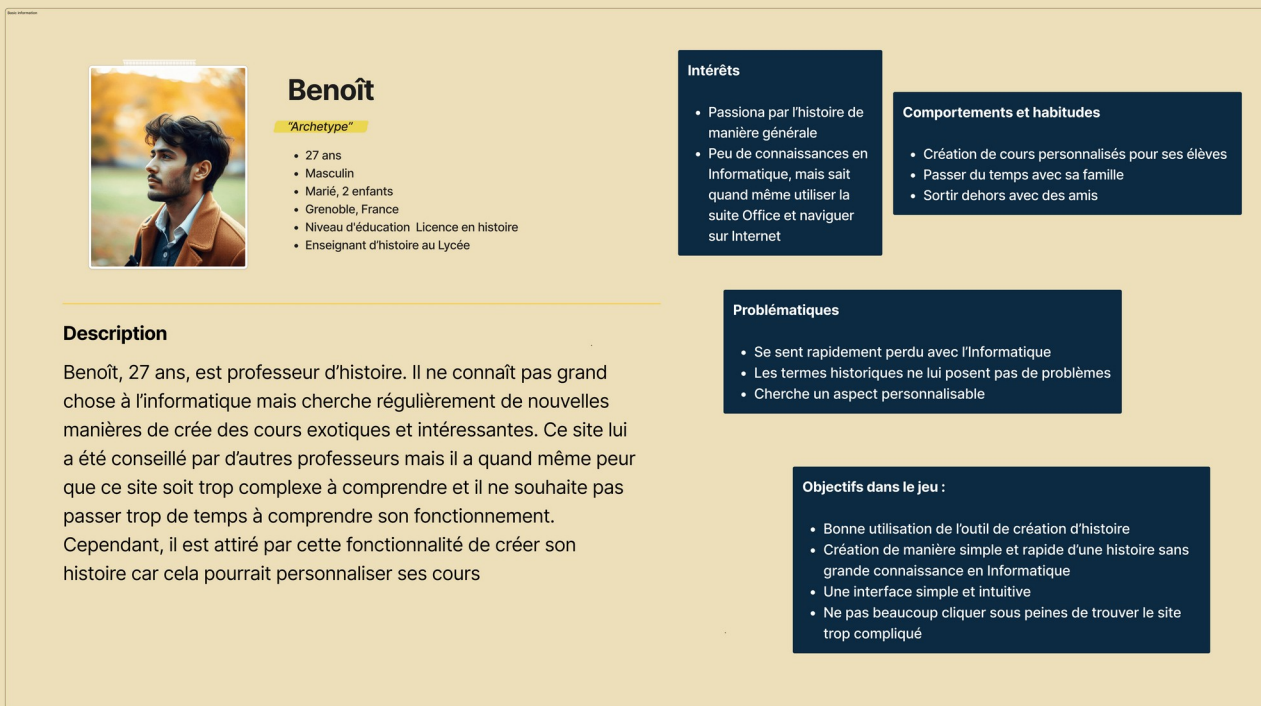 Basic information
Benoît
“Archetype”
• 27 ans
• Masculin
• Marié, 2 enfants
• Grenoble, France
• Niveau d'éducation Licence en histoire
• Enseignant d'histoire au Lycée
Description
Benoît, 27 ans, est professeur d'histoire. Il ne connaît pas grand
chose à l'informatique mais cherche régulièrement de nouvelles
manières de crée des cours exotiques et intéressantes. Ce site lui
a été conseillé par d'autres professeurs mais il a quand même peur
que ce site soit trop complexe à comprendre et il ne souhaite pas
passer trop de temps à comprendre son fonctionnement.
Cependant, il est attiré par cette fonctionnalité de créer son
histoire car cela pourrait personnaliser ses cours
Intérêts
• Passiona par l'histoire de
manière générale
• Peu de connaissances en
Informatique, mais sait
quand même utiliser la
suite Office et naviguer
sur Internet
Comportements et habitudes
• Création de cours personnalisés pour ses élèves
• Passer du temps avec sa famille
• Sortir dehors avec des amis
Problématiques
• Se sent rapidement perdu avec l'Informatique
• Les termes historiques ne lui posent pas de problèmes
• Cherche un aspect personnalisable
Objectifs dans le jeu :
• Bonne utilisation de l'outil de création d'histoire
• Création de manière simple et rapide d'une histoire sans
grande connaissance en Informatique
• Une interface simple et intuitive
• Ne pas beaucoup cliquer sous peines de trouver le site
trop compliqué